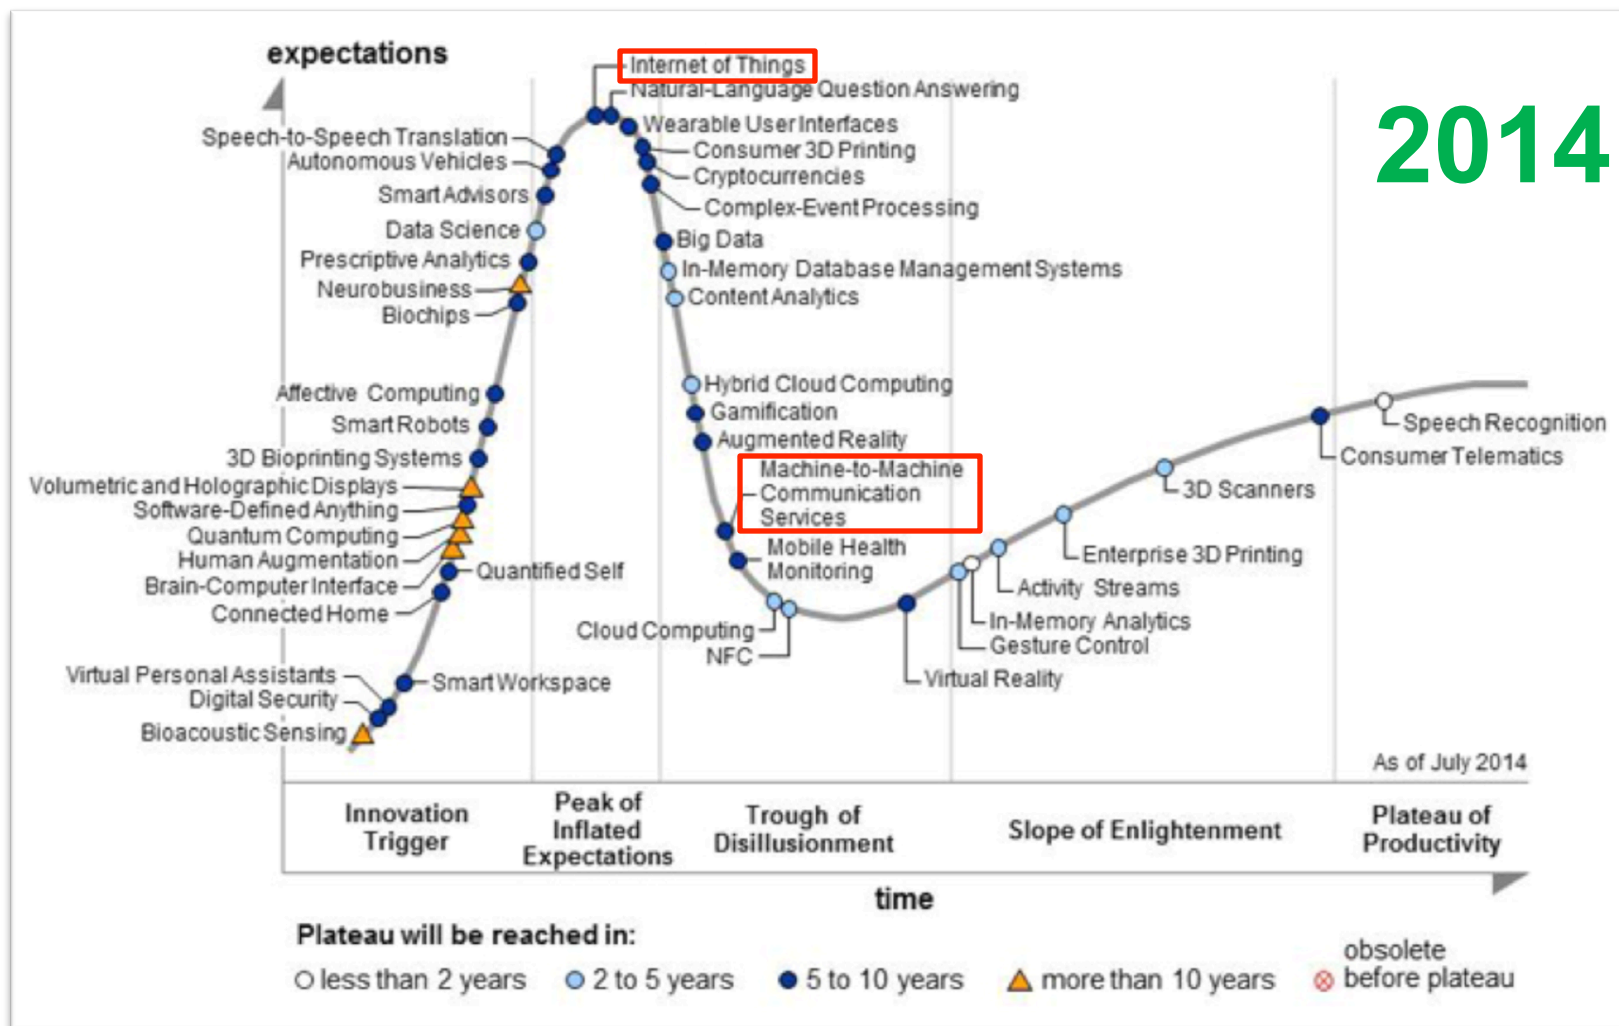 expectations
2014
Internet of Things
Natural-Language Question Answering
Wearable User Interfaces
Consumer 3D Printing
Cryptocurrencies
Complex-Event Processing
Speech-to-Speech Translation
Autonomous Vehicles
Smart Advisors
Data Science
Prescriptive Analytics
Neurobusiness
Biochips
Big Data
In-Memory Database Management Systems
Content Analytics
Affective Computing
Smart Robots
3D Bioprinting Systems
Volumetric and Holographic Displays
Software-Defined Anything
Quantum Computing
Human Augmentation
Brain-Computer Interface
Connected Home
Quantified Self
Virtual Personal Assistants
Digital Security
Bioacoustic Sensing
Smart Workspace
Hybrid Cloud Computing
Gamification
Augmented Reality
Machine-to-Machine
Communication
Services
Mobile Health
Monitoring
Cloud Computing
NFC
Virtual Reality
Gesture Control
In-Memory Analytics
Activity Streams
Enterprise 3D Printing
3D Scanners
Consumer Telematics
Speech Recognition
As of July 2014
Innovation
Trigger
Peak of
Inflated
Expectations
Trough of
Disillusionment
Slope of Enlightenment
Plateau of
Productivity
time
Plateau will be reached in:
less than 2 years
2 to 5 years
5 to 10 years
more than 10 years
obsolete
before plateau